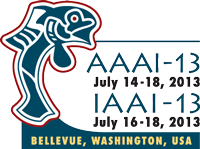 AAAI-13
July 14-18, 2013
IAAI-13
July 16-18, 2013
BELLEVUE, WASHINGTON, USA